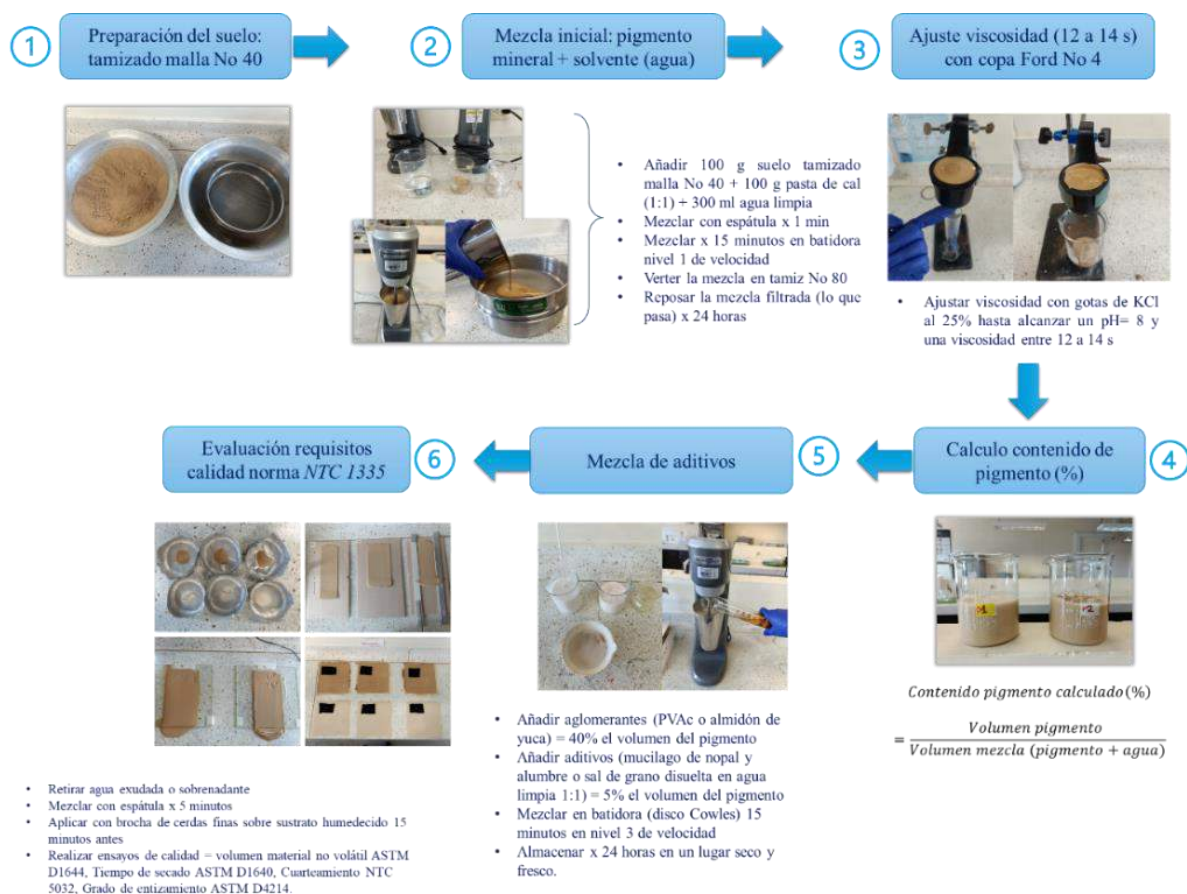 1
Preparación del suelo:
tamizado malla No 40
2
Mezcla inicial: pigmento
mineral + solvente (agua)
• Añadir 100 g suelo tamizado
malla No 40 + 100 g pasta de cal
(1:1) + 300 ml agua limpia
• Mezclar con espátula x 1 min
• Mezclar x 15 minutos en batidora
nivel 1 de velocidad
• Verter la mezcla en tamiz No 80
• Reposar la mezcla filtrada (lo que
pasa) x 24 horas
3
Ajuste viscosidad (12 a 14 s)
con copa Ford No 4
• Ajustar viscosidad con gotas de KCl
al 25% hasta alcanzar un pH= 8 y
una viscosidad entre 12 a 14 s
4
Calculo contenido de
pigmento (%)
Contenido pigmento calculado(%)
= Volumen pigmento
Volumen mezcla (pigmento + agua)
5
Mezcla de aditivos
• Añadir aglomerantes (PVAc o almidón de
yuca) = 40% el volumen del pigmento
• Añadir aditivos (mucilago de nopal y
alumbre o sal de grano disuelta en agua
limpia 1:1) = 5% el volumen del pigmento
• Mezclar en batidora (disco Cowles) 15
minutos en nivel 3 de velocidad
• Almacenar x 24 horas en un lugar seco y
fresco.
6
Evaluación requisitos
calidad norma NTC 1335
• Retirar agua exudada o sobrenadante
• Mezclar con espátula x 5 minutos
• Aplicar con brocha de cerdas finas sobre sustrato humedecido 15
minutos antes
• Realizar ensayos de calidad = volumen material no volátil ASTM
D1644, Tiempo de secado ASTM D1640, Cuarteamiento NTC
5032, Grado de entizamiento ASTM D4214.